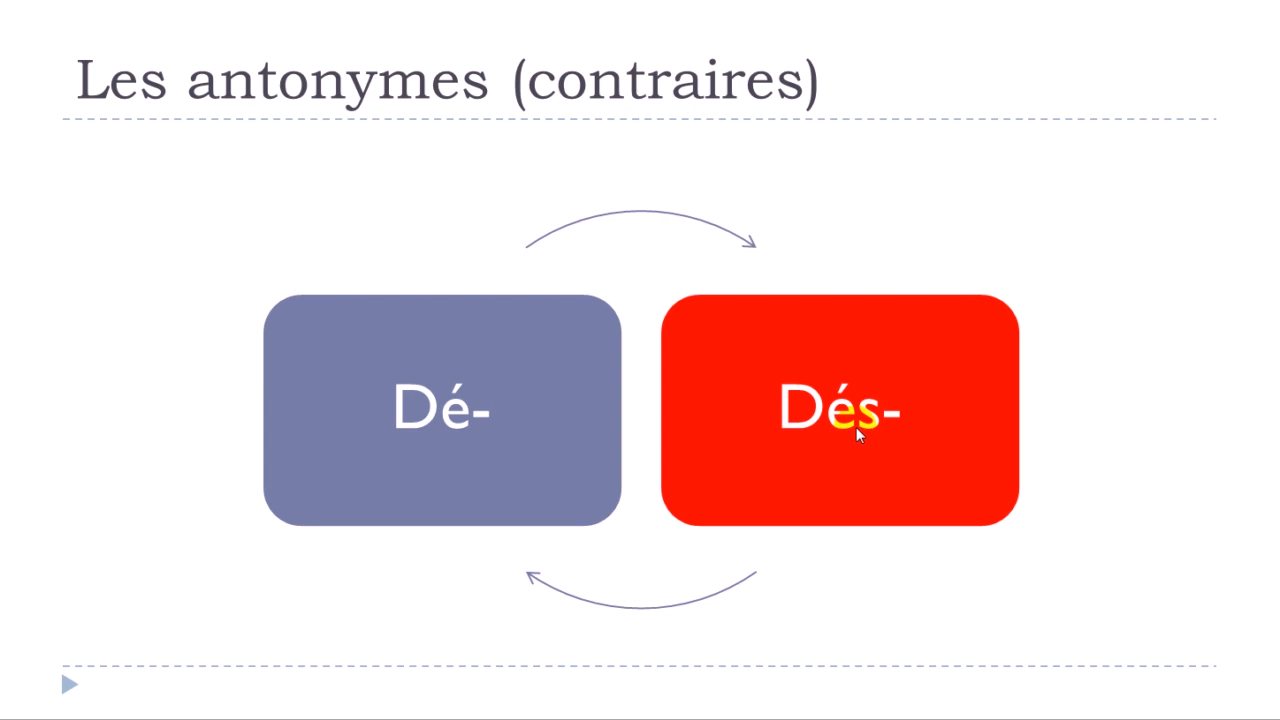 Les antonymes (contraires)
Dé-
Dés-